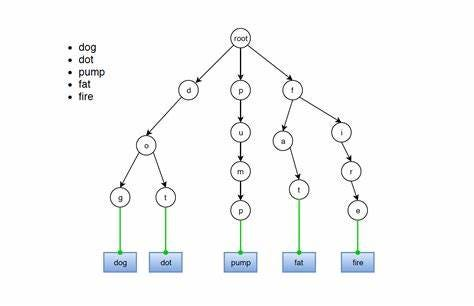 dog
dot
pump
fat
fire
root
d p f
o u a i
m r
g t p t e
dog dot pump fat fire